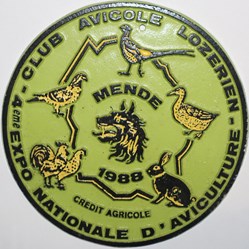 CLUB AVICOLE LOZERIEN
- 4ème EXPO NATIONALE D'AVICULTURE -
MENDE
1988
CREDIT AGRICOLE